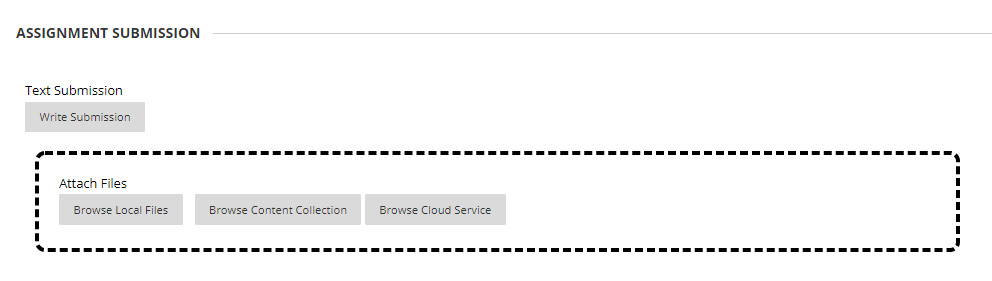 ASSIGNMENT SUBMISSION
Text Submission
Write Submission
Attach Files
Browse Local Files Browse Content Collection Browse Cloud Service